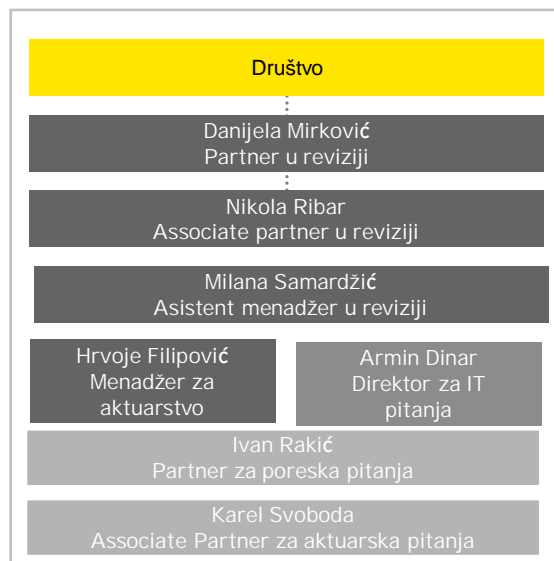 Društvo
Danijela Mirković
Partner u reviziji
Nikola Ribar
Associate partner u reviziji
Milana Samardžić
Asistent menadžer u reviziji
Hrvoje Filipović
Menadžer za
aktuarstvo
Armin Dinar
Direktor za IT
pitanja
Ivan Rakić
Partner za poreska pitanja
Karel Svoboda
Associate Partner za aktuarska pitanja